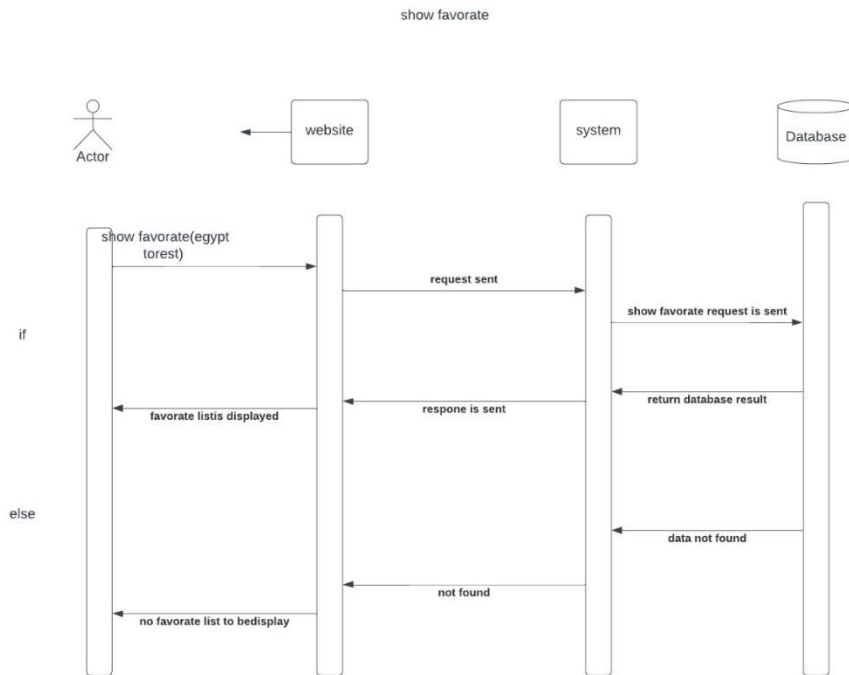 show favorate
website
system
Database
Actor
show favorate(egypt
torest)
request sent
show favorate request is sent
if
return database result
respone is sent
favorate listis displayed
else
data not found
not found
no favorate list to bedisplay